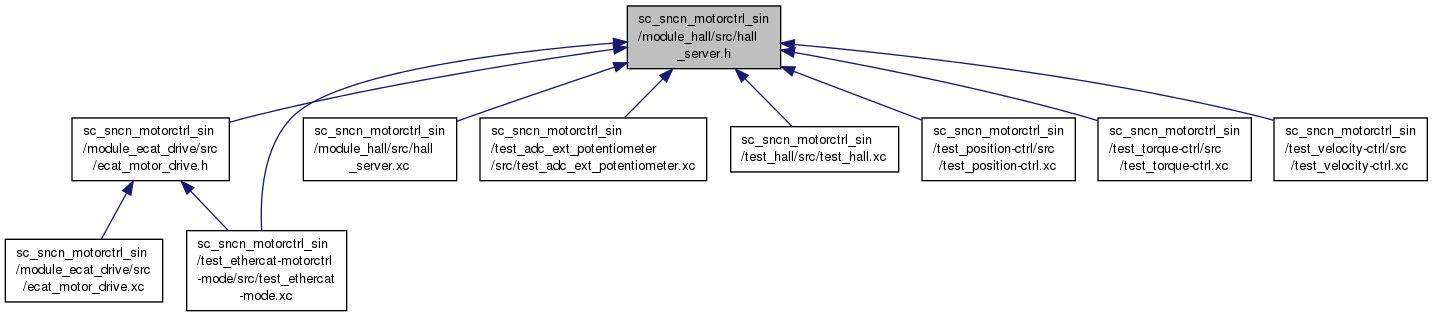 sc_sncn_motorctrl_sin
/module_hall/src/hall
_server.h
sc_sncn_motorctrl_sin
/module_ecat_drive/src
/ecat_motor_drive.h
sc_sncn_motorctrl_sin
/module_hall/src/hall
_server.xc
sc_sncn_motorctrl_sin
/test_adc_ext_potentiometer
/src/test_adc_ext_potentiometer.xc
sc_sncn_motorctrl_sin
/test_hall/src/test_hall.xc
sc_sncn_motorctrl_sin
/test_position-ctrl/src
/test_position-ctrl.xc
sc_sncn_motorctrl_sin
/test_torque-ctrl/src
/test_torque-ctrl.xc
sc_sncn_motorctrl_sin
/test_velocity-ctrl/src
/test_velocity-ctrl.xc
sc_sncn_motorctrl_sin
/module_ecat_drive/src
/ecat_motor_drive.xc
sc_sncn_motorctrl_sin
/test_ethercat-motorctrl
-mode/src/test_ethercat
-mode.xc